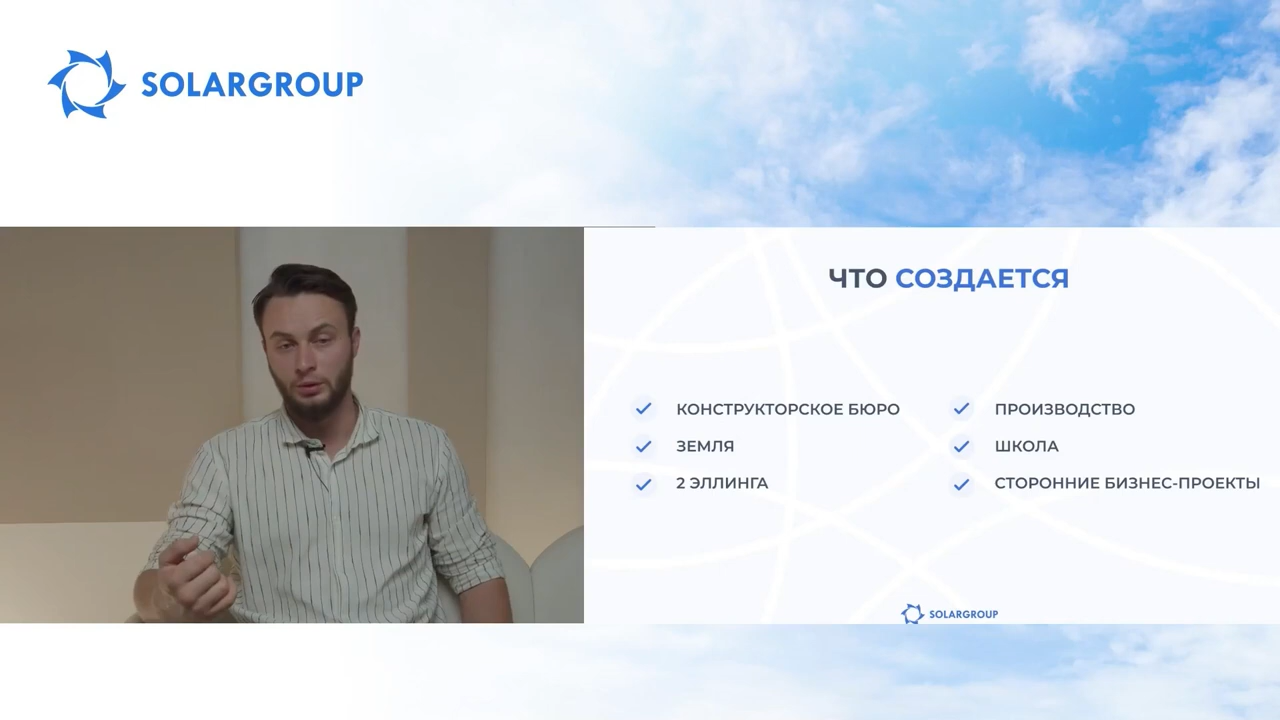 SOLARGROUP
ЧТО СОЗДАЕТСЯ
КОНСТРУКТОРСКОЕ БЮРО
ЗЕМЛЯ
2 ЭЛЛИНГА
ПРОИЗВОДСТВО
ШКОЛА
СТОРОННИЕ БИЗНЕС-ПРОЕКТЫ
SOLARGROUP